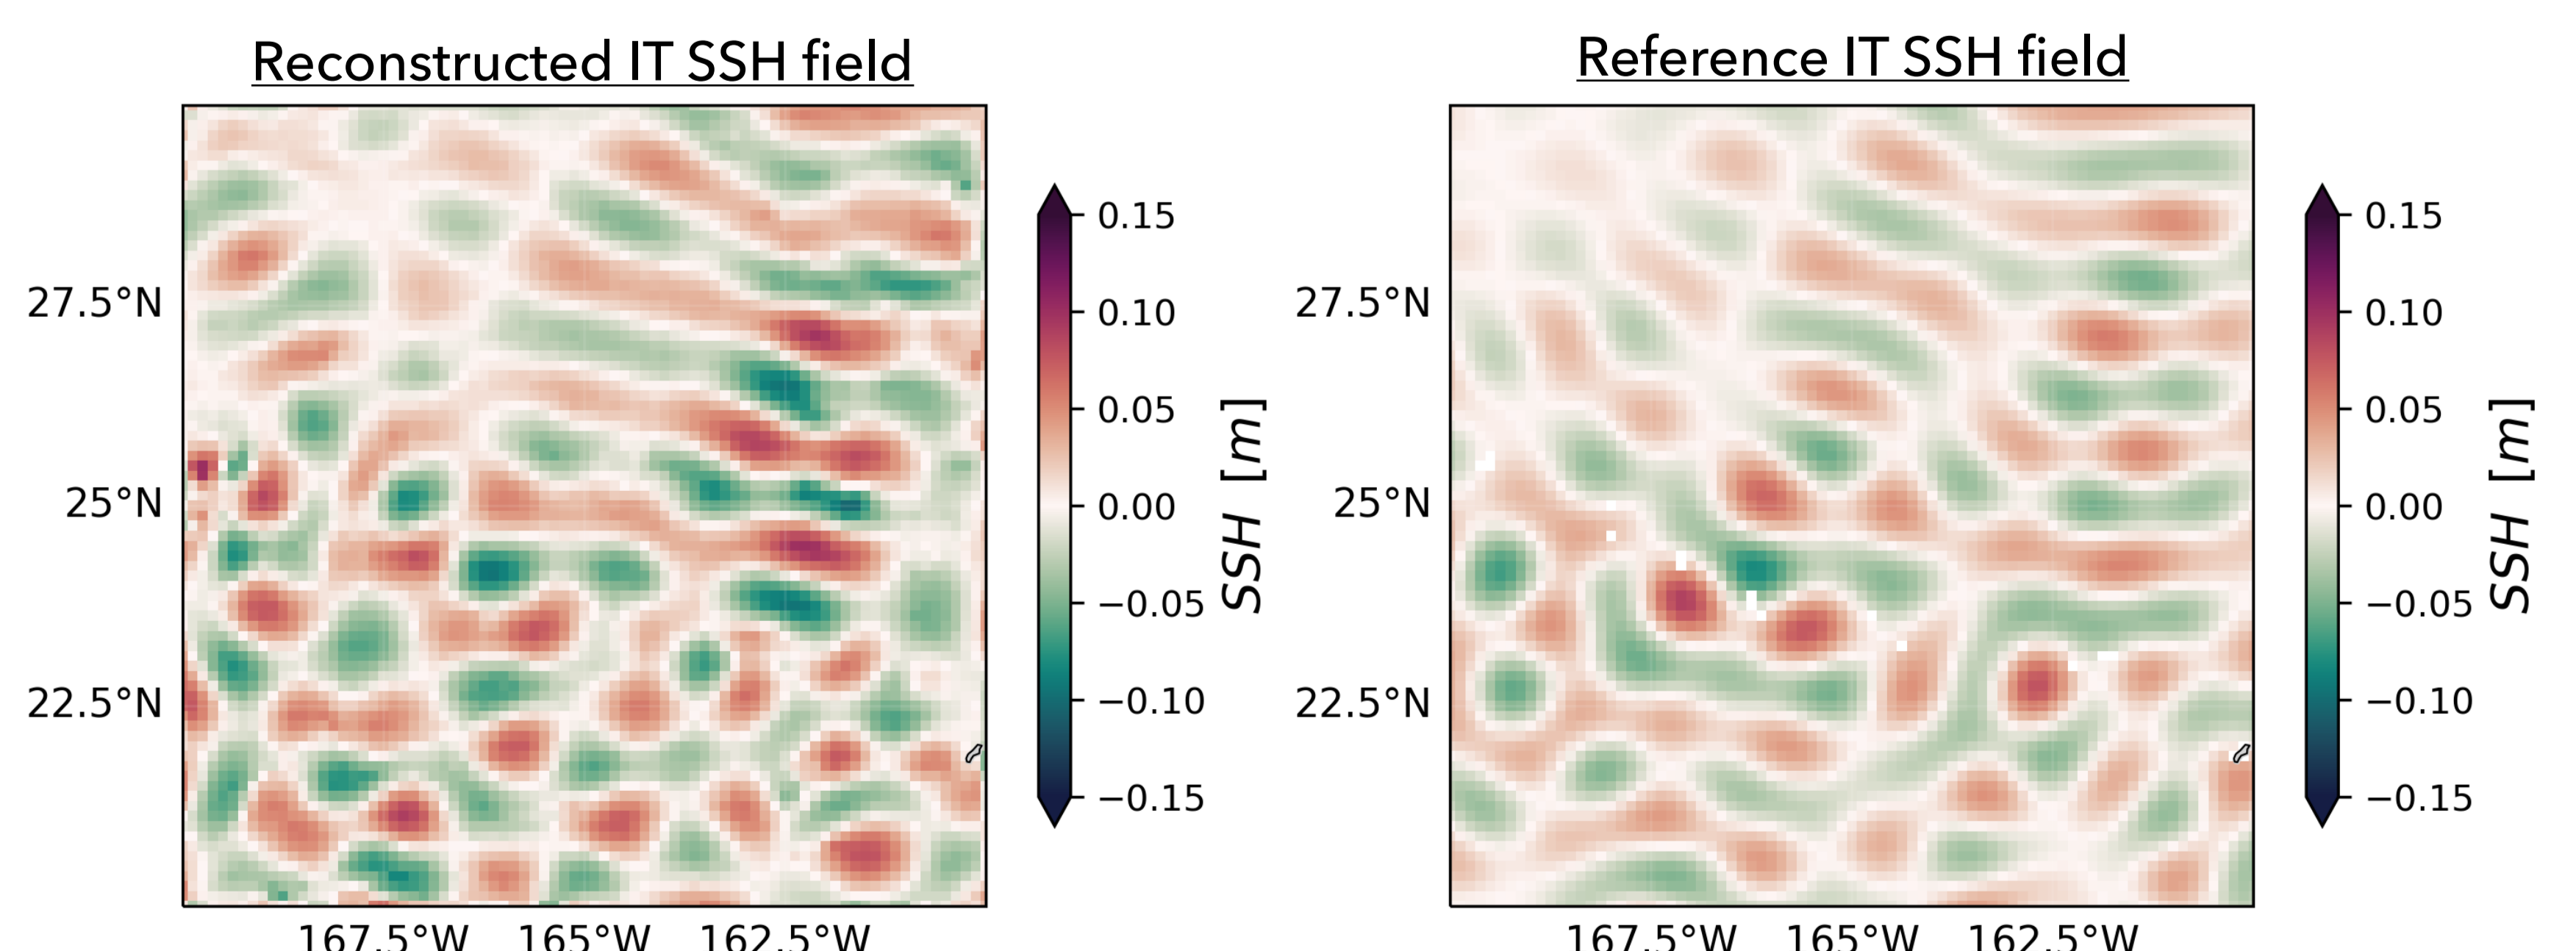 Reconstructed IT SSH field
Reference IT SSH field
27.5°N
25°N
22.5°N
167.5°W
165°W
162.5°W
0.15
0.10
0.05
0.00
−0.05
−0.10
−0.15
SSH [m]
27.5°N
25°N
22.5°N
167.5°W
165°W
162.5°W
0.15
0.10
0.05
0.00
−0.05
−0.10
−0.15
SSH [m]